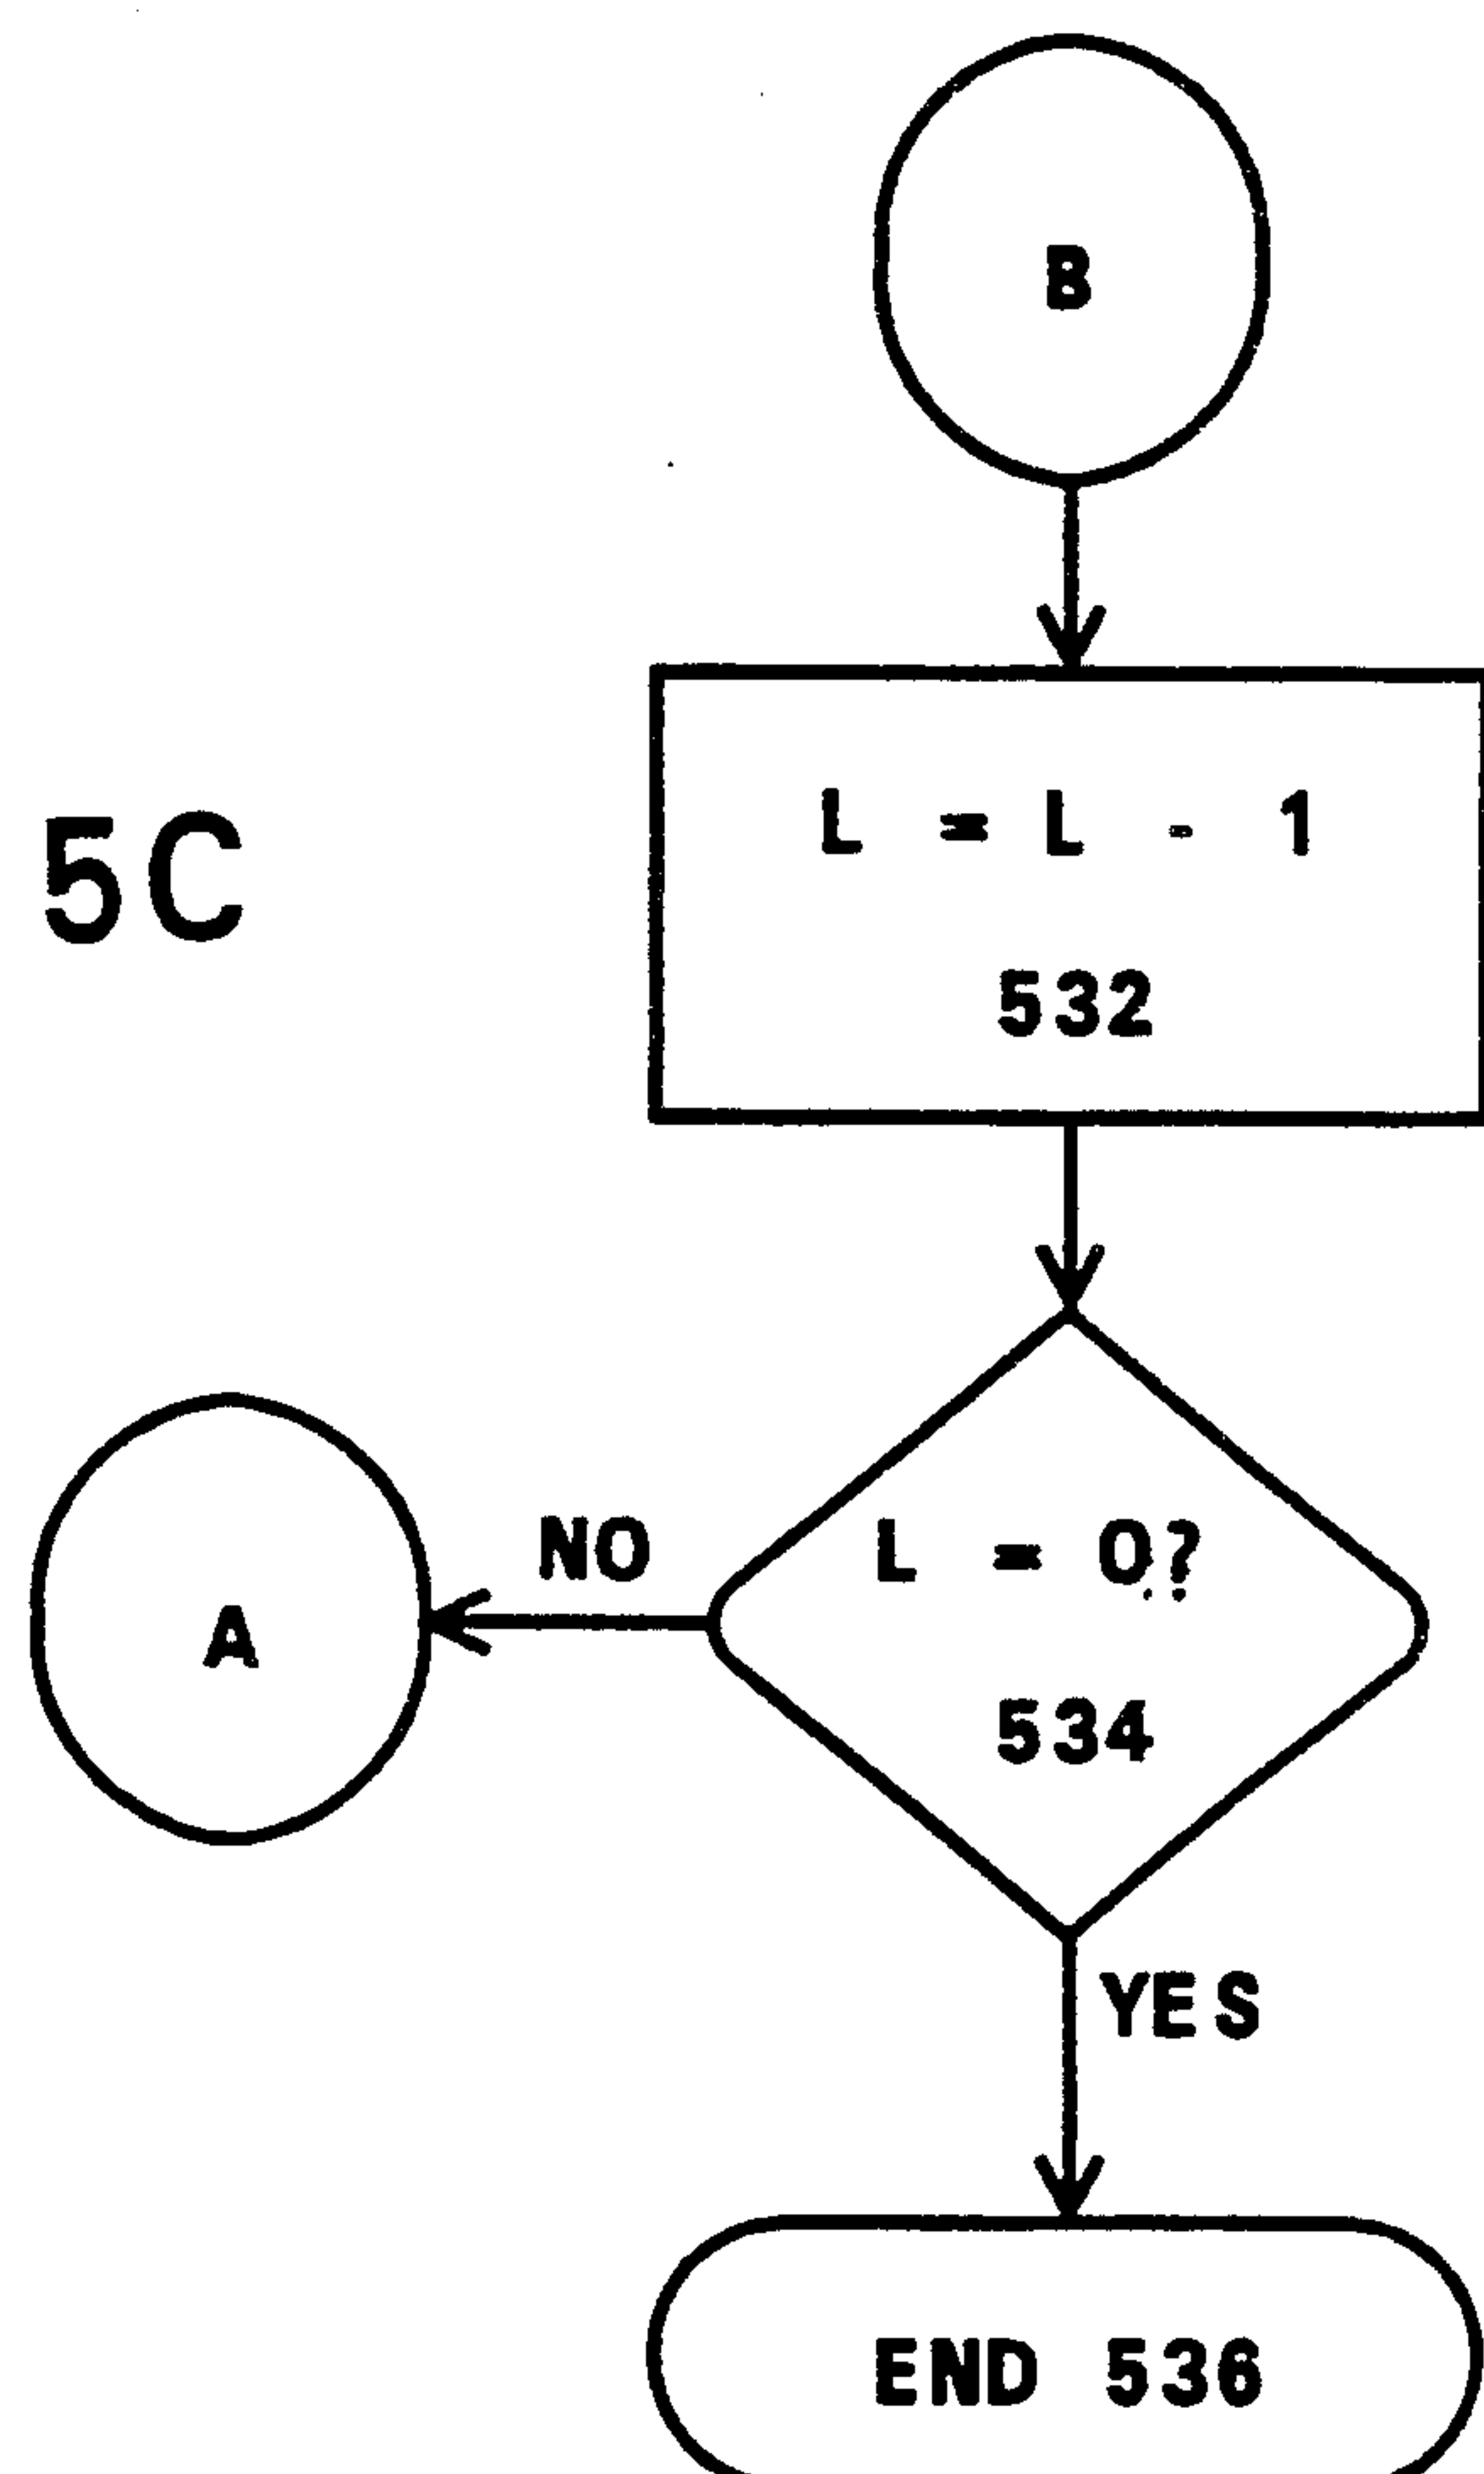 B
5C
L = L - 1
532
L = 0?
534
NO
A
YES
END 536